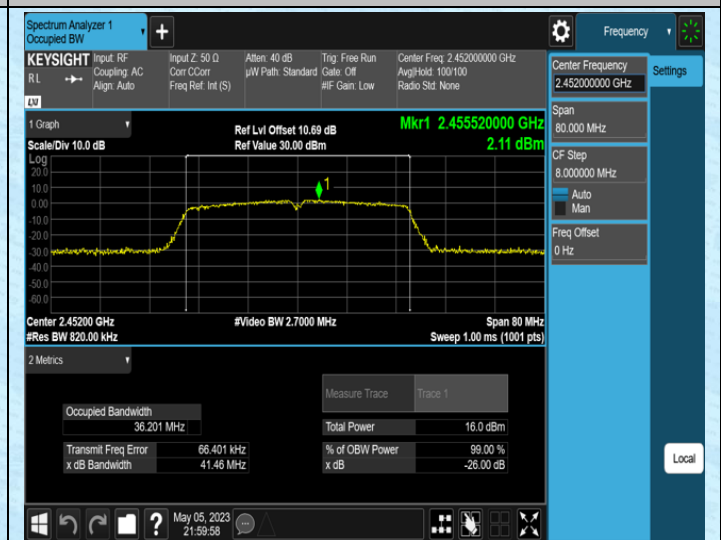 Spectrum Analyzer 1
Occupied BW
+
Frequency
KEYSIGHT
RL
LXI
Input: RF
Coupling: AC
Align: Auto
Input Z: 50 Ω
Corr CCorr
Freq Ref: Int (S)
Atten: 40 dB
µW Path: Standard
Trig: Free Run
Gate: Off
#IF Gain: Low
Center Freq: 2.452000000 GHz
Avg|Hold: 100/100
Radio Std: None
Center Frequency
2.452000000 GHz
Settings
Span
80.000 MHz
CF Step
8.000000 MHz
Auto
Man
Freq Offset
0 Hz
Local
1 Graph
Scale/Div 10.0 dB
Ref Lvl Offset 10.69 dB
Ref Value 30.00 dBm
Mkr1 2.455520000 GHz
2.11 dBm
Log
20.0
10.0
0.00
-10.0
-20.0
-30.0
-40.0
-50.0
-60.0
1
Center 2.45200 GHz
#Res BW 820.00 kHz
#Video BW 2.7000 MHz
Span 80 MHz
Sweep 1.00 ms (1001 pts)
2 Metrics
Measure Trace Trace 1
Occupied Bandwidth
36.201 MHz
Total Power 16.0 dBm
Transmit Freq Error 66.401 kHz
% of OBW Power 99.00 %
x dB Bandwidth 41.46 MHz
x dB -26.00 dB
?
May 05, 2023
21:59:58